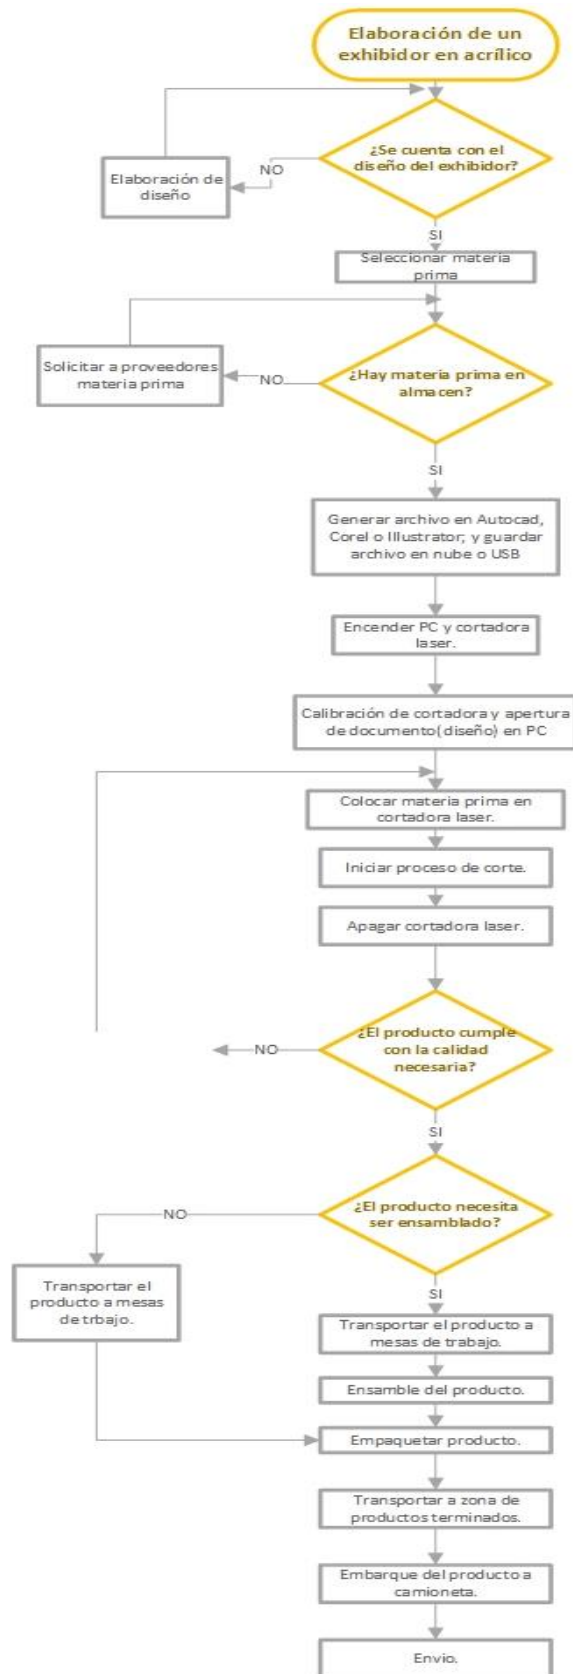 Elaboración de un
exhibidor en acrílico
¿Se cuenta con el
diseño del exhibidor?
NO
Elaboración de
diseño
SI
Seleccionar materia
prima
Solicitar a proveedores
materia prima
NO
¿Hay materia prima en
almacen?
SI
Generar archivo en Autocad,
Corel o Illustrator; y guardar
archivo en nube o USB
Encender PC y cortadora
laser.
Calibración de cortadora y apertura
de documento(diseño) en PC
Colocar materia prima en
cortadora laser.
Iniciar proceso de corte.
Apagar cortadora laser.
¿El producto cumple
con la calidad
necesaria?
NO
SI
¿El producto necesita
ser ensamblado?
NO
Transportar el
producto a mesas
de trbajo.
SI
Transportar el producto a
mesas de trabajo.
Ensamble del producto.
Empaquetar producto.
Transportar a zona de
productos terminados.
Embarque del producto a
camioneta.
Envio.